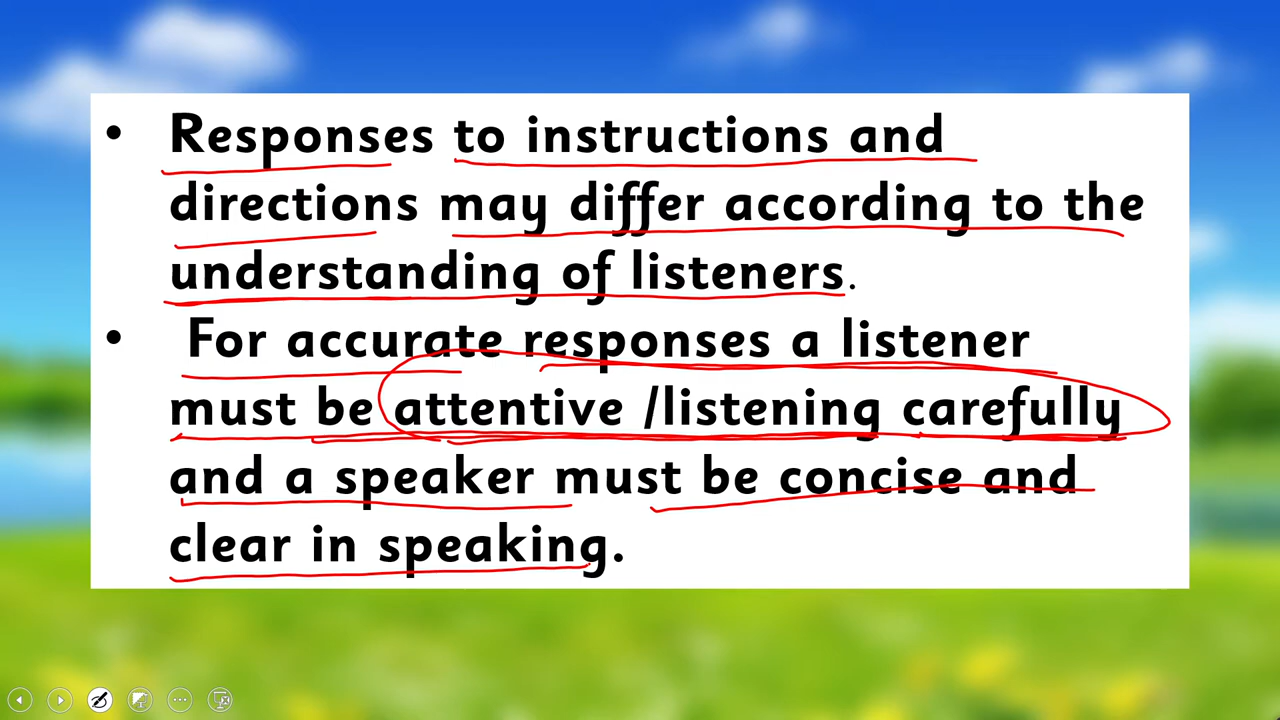 • Responses to instructions and
directions may differ according to the
understanding of listeners.
• For accurate responses a listener
must be attentive /listening carefully
and a speaker must be concise and
clear in speaking.